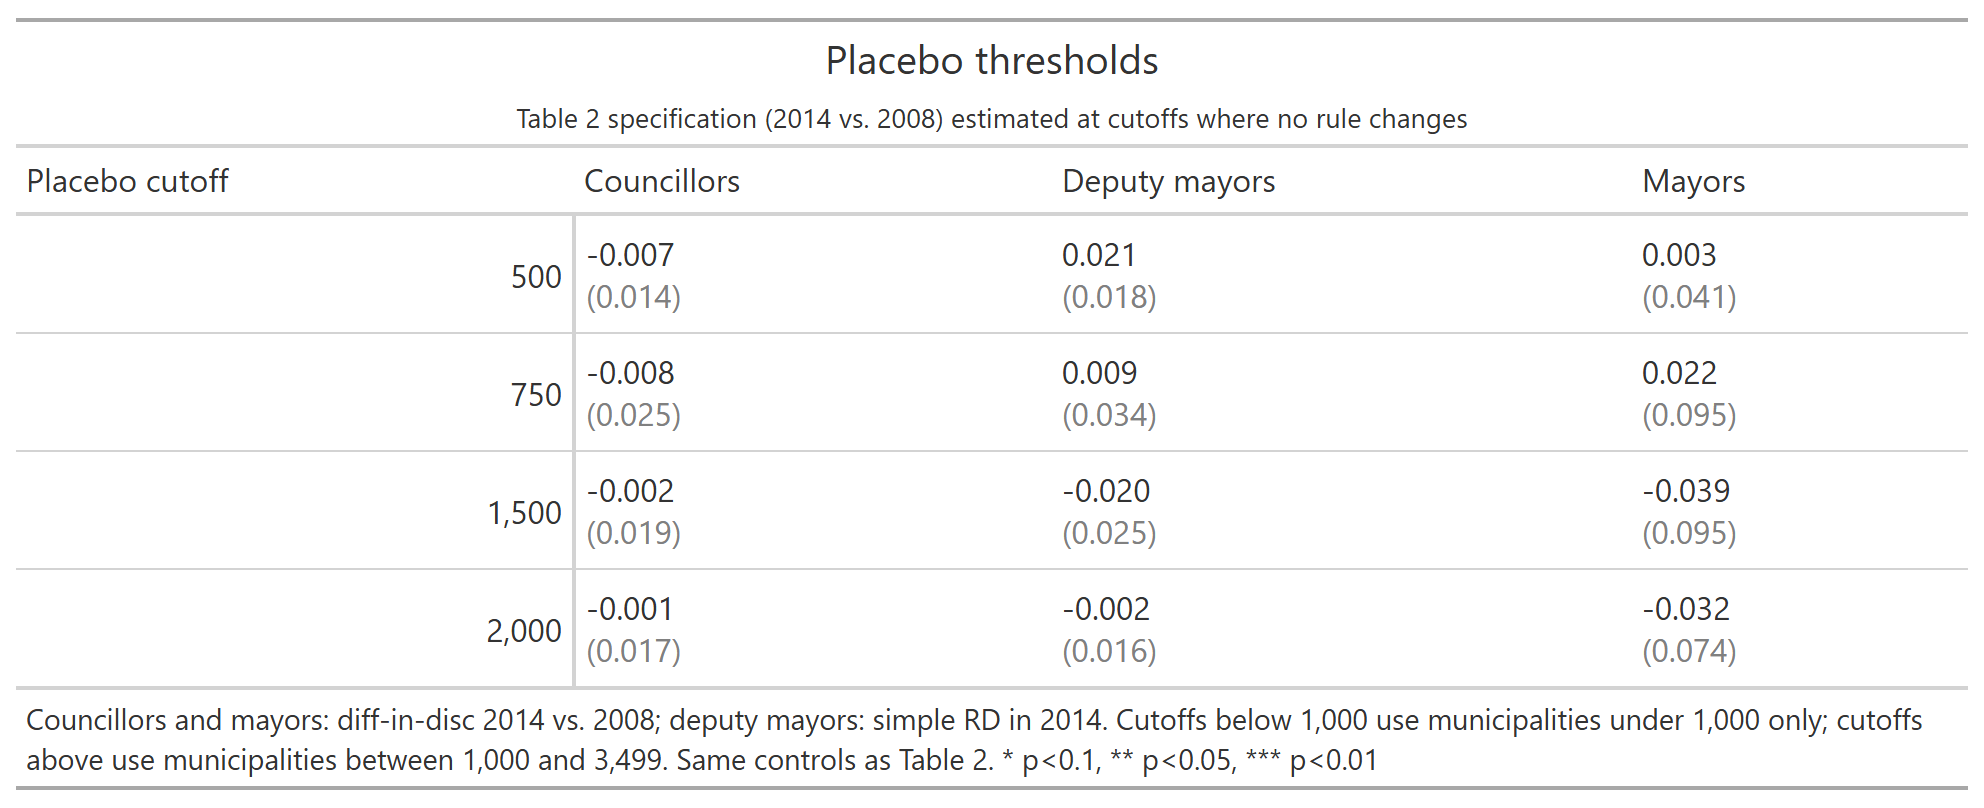 Placebo thresholds
Table 2 specification (2014 vs. 2008) estimated at cutoffs where no rule changes
Placebo cutoff Councillors Deputy mayors Mayors
500 -0.007 0.021 0.003
(0.014) (0.018) (0.041)
750 -0.008 0.009 0.022
(0.025) (0.034) (0.095)
1,500 -0.002 -0.020 -0.039
(0.019) (0.025) (0.095)
2,000 -0.001 -0.002 -0.032
(0.017) (0.016) (0.074)
Councillors and mayors: diff-in-disc 2014 vs. 2008; deputy mayors: simple RD in 2014. Cutoffs below 1,000 use municipalities under 1,000 only; cutoffs
above use municipalities between 1,000 and 3,499. Same controls as Table 2. * p<0.1, ** p<0.05, *** p<0.01